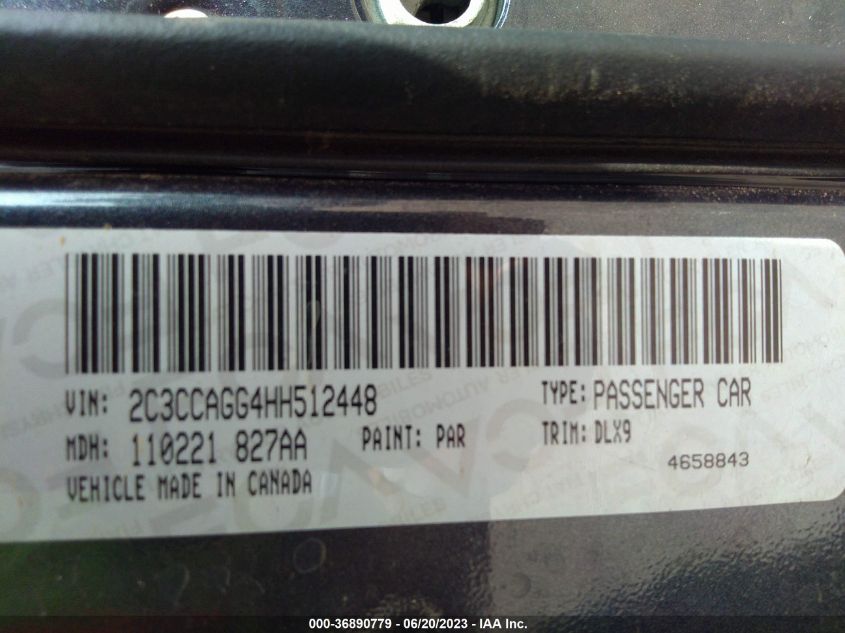 VIN: 2C3CCAGG4HH512448 TYPE: PASSENGER CAR
MDH: 110221 827AA PAINT: PAR TRIM: DLX9
4658843
VEHICLE MADE IN CANADA
000-36890779 - 06/20/2023 - IAA Inc.